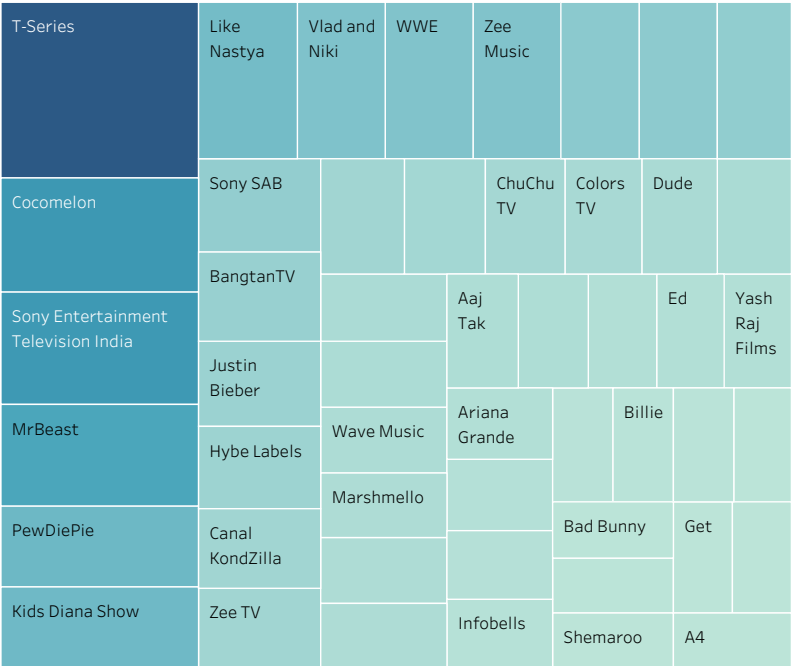 T-Series
Cocomelon
Sony Entertainment
Television India
MrBeast
PewDiePie
Kids Diana Show
Like
Nastya
Vlad and
Niki
WWE
Zee
Music
Sony SAB
BangtanTV
Justin
Bieber
Hybe Labels
Canal
KondZilla
Zee TV
ChuChu
TV
Colors
TV
Dude
Wave Music
Marshmello
Aaj
Tak
Ed
Yash
Raj
Films
Ariana
Grande
Infobells
Billie
Bad Bunny
Get
Shemaroo
A4